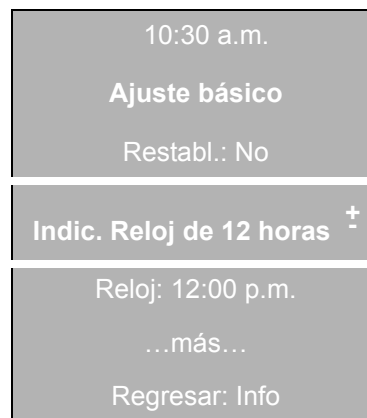 10:30 a.m.
Ajuste básico
Restabl.: No
Indic. Reloj de 12 horas +
-
Reloj: 12:00 p.m.
…más…
Regresar: Info